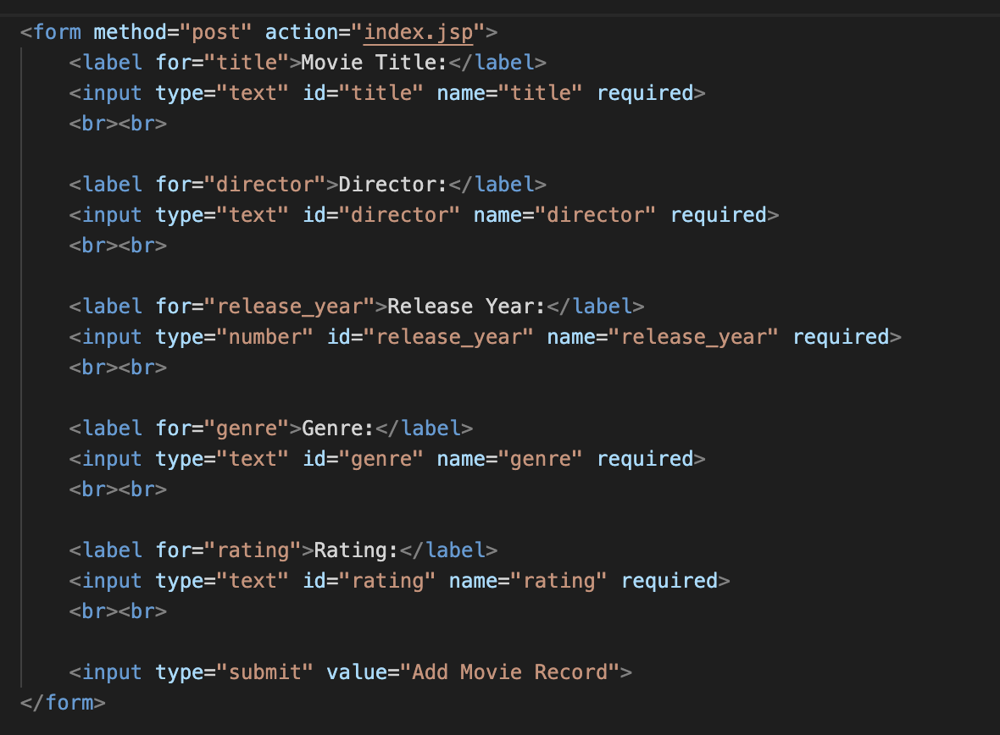 <form method="post" action="index.jsp">
    <label for="title">Movie Title:</label>
    <input type="text" id="title" name="title" required>
    <br><br>

    <label for="director">Director:</label>
    <input type="text" id="director" name="director" required>
    <br><br>

    <label for="release_year">Release Year:</label>
    <input type="number" id="release_year" name="release_year" required>
    <br><br>

    <label for="genre">Genre:</label>
    <input type="text" id="genre" name="genre" required>
    <br><br>

    <label for="rating">Rating:</label>
    <input type="text" id="rating" name="rating" required>
    <br><br>

    <input type="submit" value="Add Movie Record">
</form>